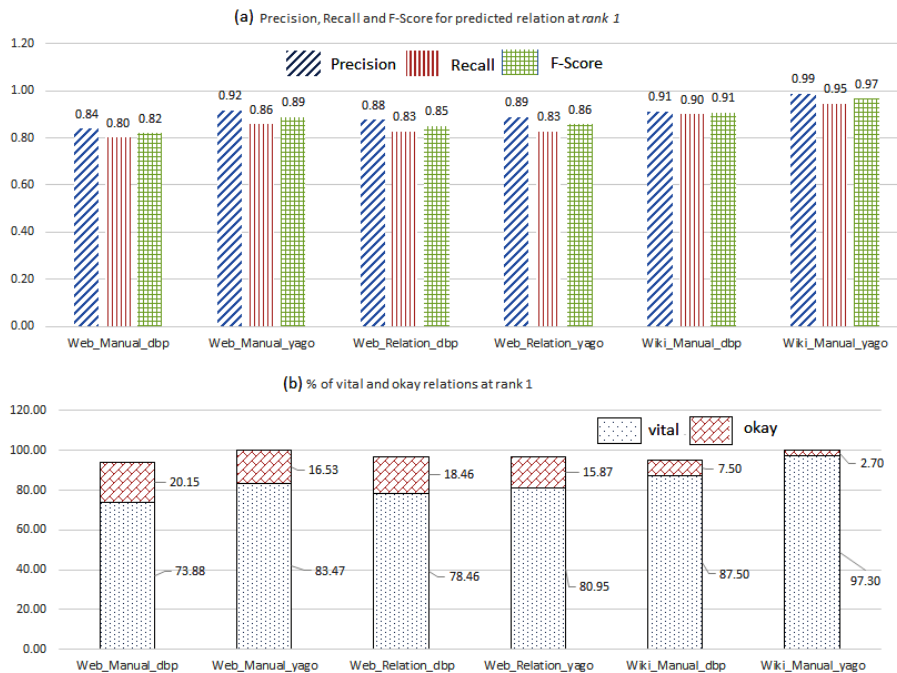 (a) Precision, Recall and F-Score for predicted relation at rank 1
1.20
1.00
0.80
0.60
0.40
0.20
0.00
Precision Recall F-Score
0.84 0.80 0.82
0.92 0.86 0.89
0.88 0.83 0.85
0.89 0.83 0.86
0.91 0.90 0.91
0.99 0.95 0.97
Web_Manual_dbp Web_Manual_yago Web_Relation_dbp Web_Relation_yago Wiki_Manual_dbp Wiki_Manual_yago
(b) % of vital and okay relations at rank 1
120.00
100.00
80.00
60.00
40.00
20.00
0.00
vital okay
20.15 16.53 18.46 15.87 7.50 2.70
73.88 83.47 78.46 80.95 87.50 97.30
Web_Manual_dbp Web_Manual_yago Web_Relation_dbp Web_Relation_yago Wiki_Manual_dbp Wiki_Manual_yago